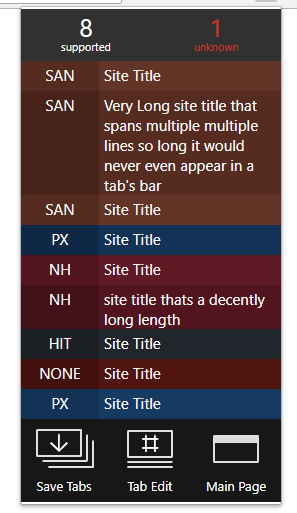 8 1
supported unknown
SAN Site Title
SAN Very Long site title that
spans multiple multiple
lines so long it would
never even appear in a
tab's bar
SAN Site Title
PX Site Title
NH Site Title
NH site title thats a decently
long length
HIT Site Title
NONE Site Title
PX Site Title
Save Tabs Tab Edit Main Page